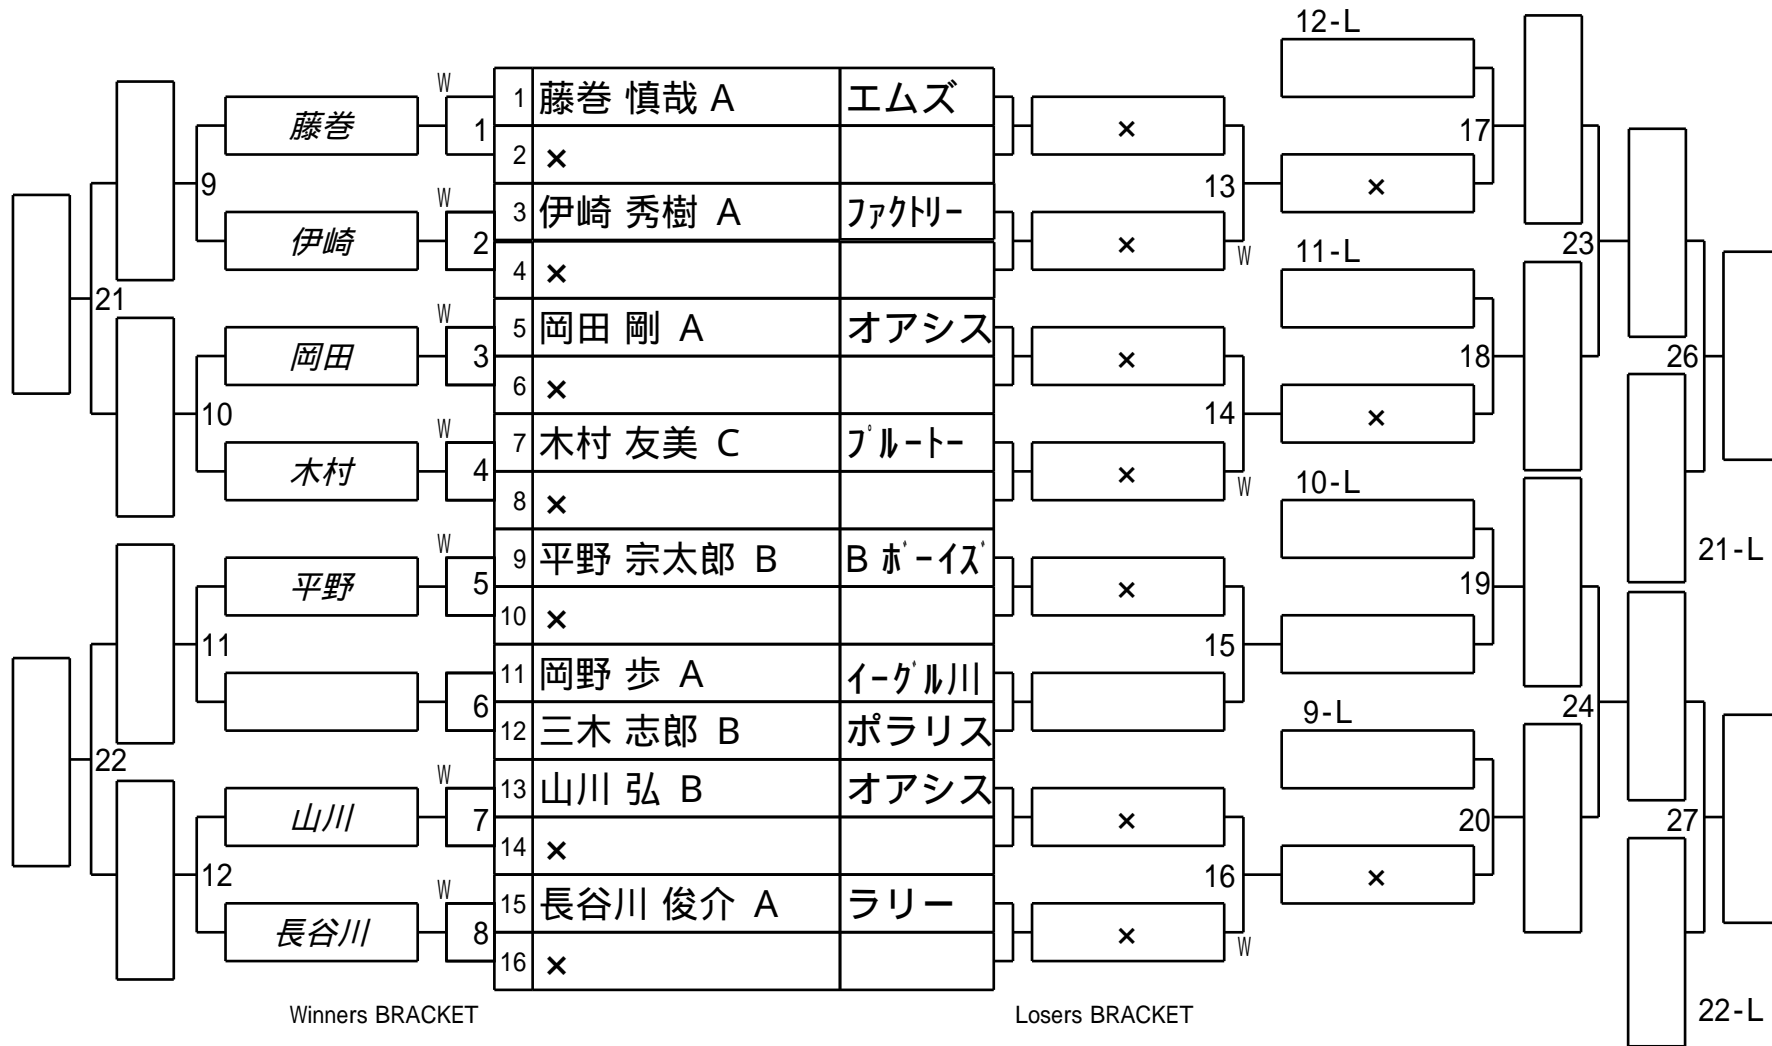 12-L
W
1 藤巻 慎哉 A エムズ
藤巻 1 × 17
2 ×
9 13 ×
W
3 伊崎 秀樹 A ファクトリー
伊崎 2 × 23
W
11-L
4 ×
21
W
5 岡田 剛 A オアシス
岡田 3 × 18 26
6 ×
10 14 ×
W
7 木村 友美 C プルートー
木村 4 ×
W
10-L
8 ×
W
9 平野 宗太郎 B B ボーイズ
21-L
平野 5 × 19
10 ×
11 15
11 岡野 歩 A イーグル川
6 24
9-L
12 三木 志郎 B ポラリス
22
W
13 山川 弘 B オアシス
山川 7 × 20 27
14 ×
12 16 ×
W
15 長谷川 俊介 A ラリー
長谷川 8 ×
W
16 ×
22-L
Winners BRACKET Losers BRACKET